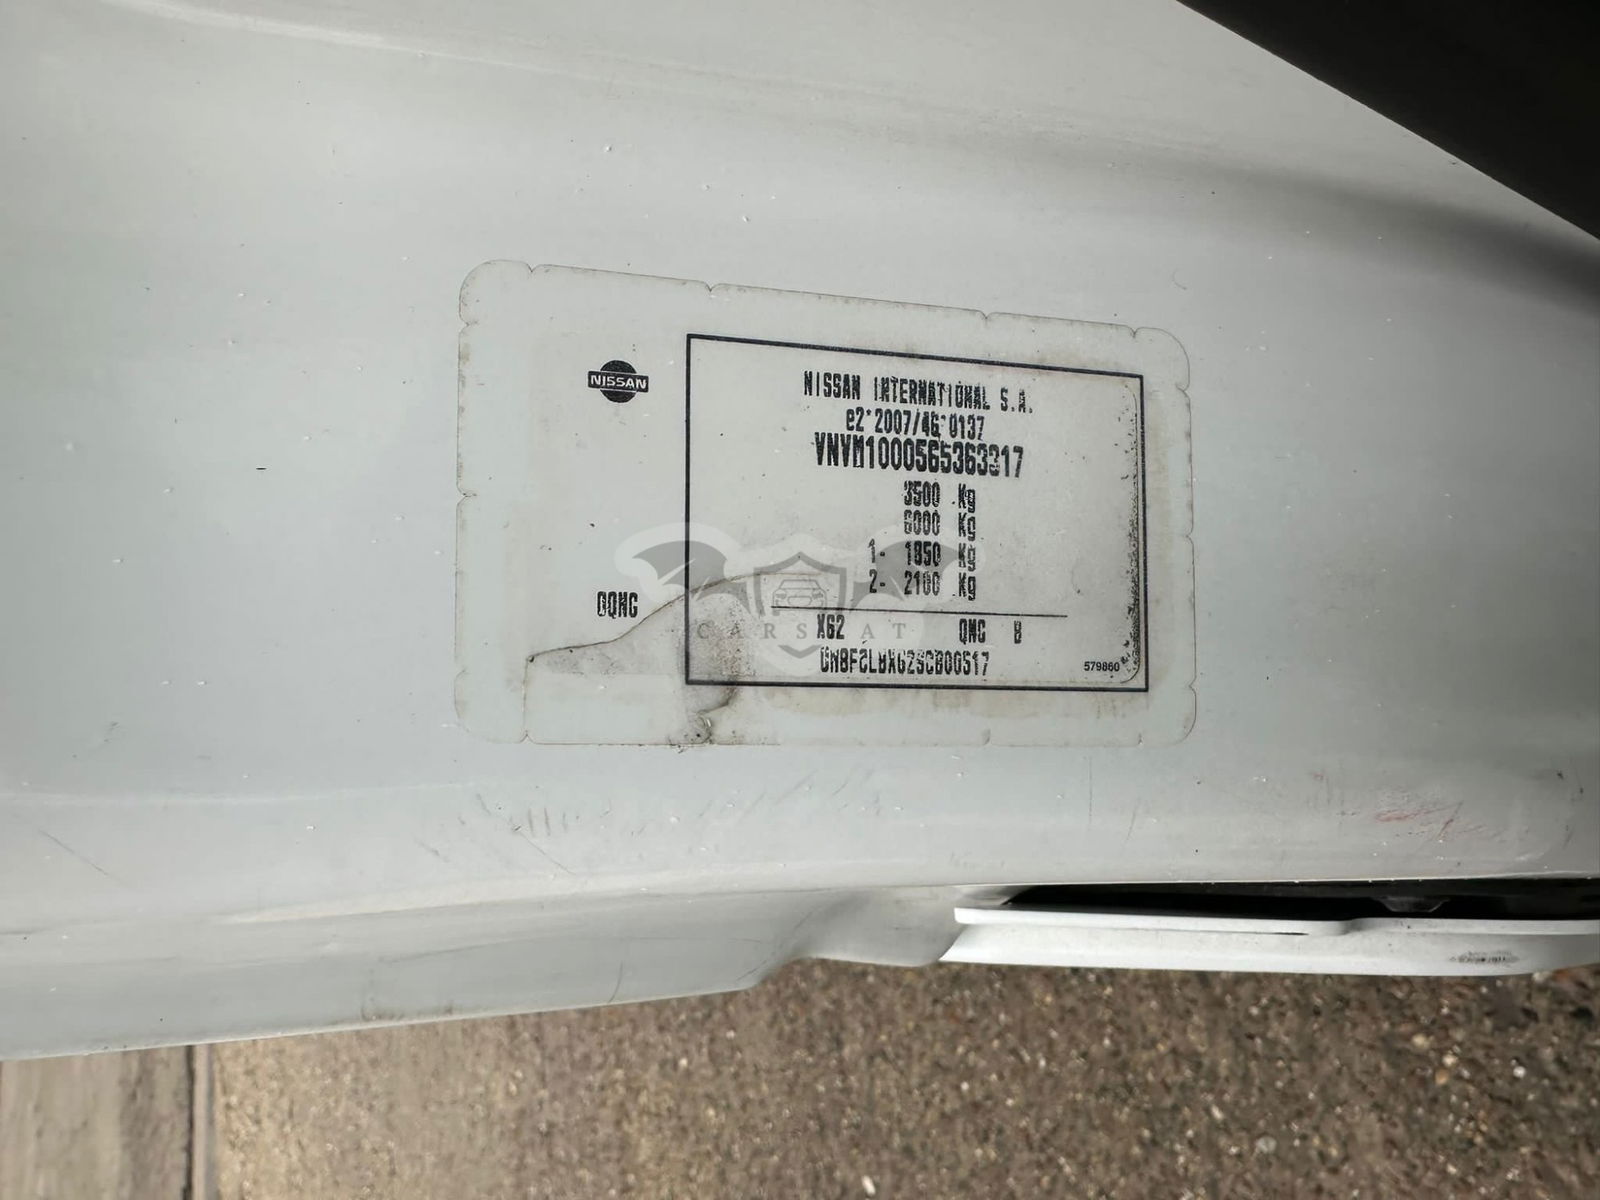 NISSAN
NISSAN INTERNATIONAL S.A.
e2*2007/46*0137
VNVM1000565363317
3500 Kg
6000 Kg
1- 1850 Kg
2- 2100 Kg
QQNG
CARSCAT
X62 QNG B
579860